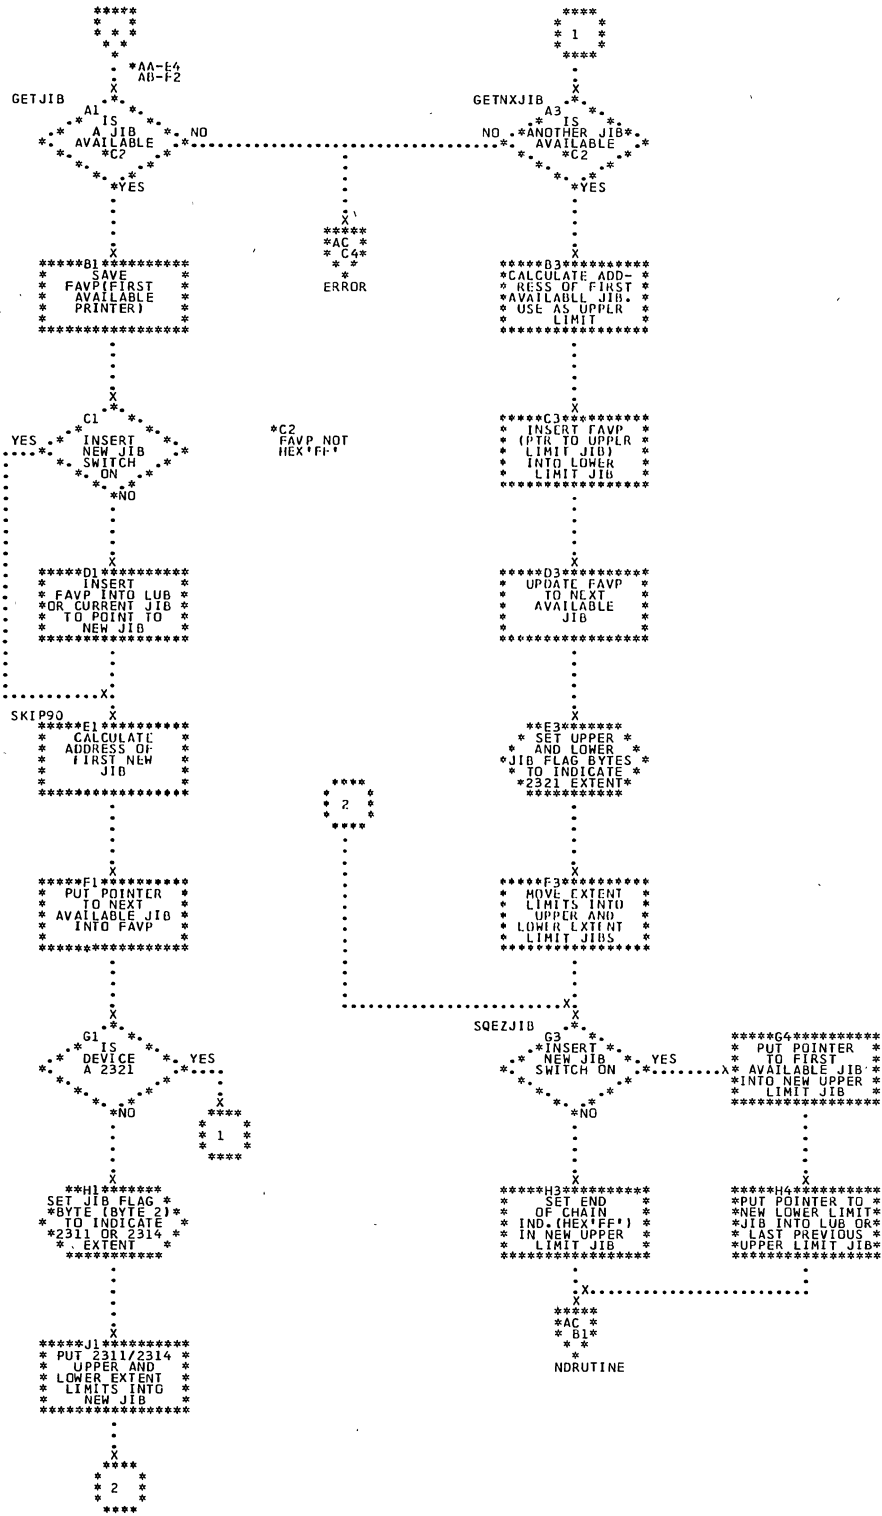 *AA-E4
AB-F2
GETJIB
A1
IS
A JIB
AVAILABLE
*C2
NO
*YES
B1
SAVE
FAVP(FIRST
AVAILABLE
PRINTER)
C1
INSERT
NEW JIB
SWITCH
ON
YES
*NO
*C2
FAVP NOT
HEX'FF'
D1
INSERT
FAVP INTO LUB
OR CURRENT JIB
TO POINT TO
NEW JIB
SKIP90
E1
CALCULATE
ADDRESS OF
FIRST NEW
JIB
F1
PUT POINTER
TO NEXT
AVAILABLE JIB
INTO FAVP
G1
IS
DEVICE
A 2321
YES
*NO
1
H1
SET JIB FLAG
BYTE (BYTE 2)
TO INDICATE
2311 OR 2314
EXTENT
J1
PUT 2311/2314
UPPER AND
LOWER EXTENT
LIMITS INTO
NEW JIB
2
AC
C4
ERROR
1
GETNXJIB
A3
IS
ANOTHER JIB
AVAILABLE
*C2
NO
*YES
B3
CALCULATE ADD-
RESS OF FIRST
AVAILABLE JIB.
USE AS UPPER
LIMIT
C3
INSERT FAVP
(PTR TO UPPER
LIMIT JIB)
INTO LOWER
LIMIT JIB
D3
UPDATE FAVP
TO NEXT
AVAILABLE
JIB
E3
SET UPPER
AND LOWER
JIB FLAG BYTES
TO INDICATE
2321 EXTENT
2
F3
MOVE EXTENT
LIMITS INTO
UPPER AND
LOWER EXTENT
LIMIT JIBS
SQEZJIB
G3
INSERT
NEW JIB
SWITCH ON
YES
*NO
G4
PUT POINTER
TO FIRST
AVAILABLE JIB
INTO NEW UPPER
LIMIT JIB
H3
SET END
OF CHAIN
IND.(HEX'FF')
IN NEW UPPER
LIMIT JIB
H4
PUT POINTER TO
NEW LOWER LIMIT
JIB INTO LUB OR
LAST PREVIOUS
UPPER LIMIT JIB
AC
B1
NDRUTINE